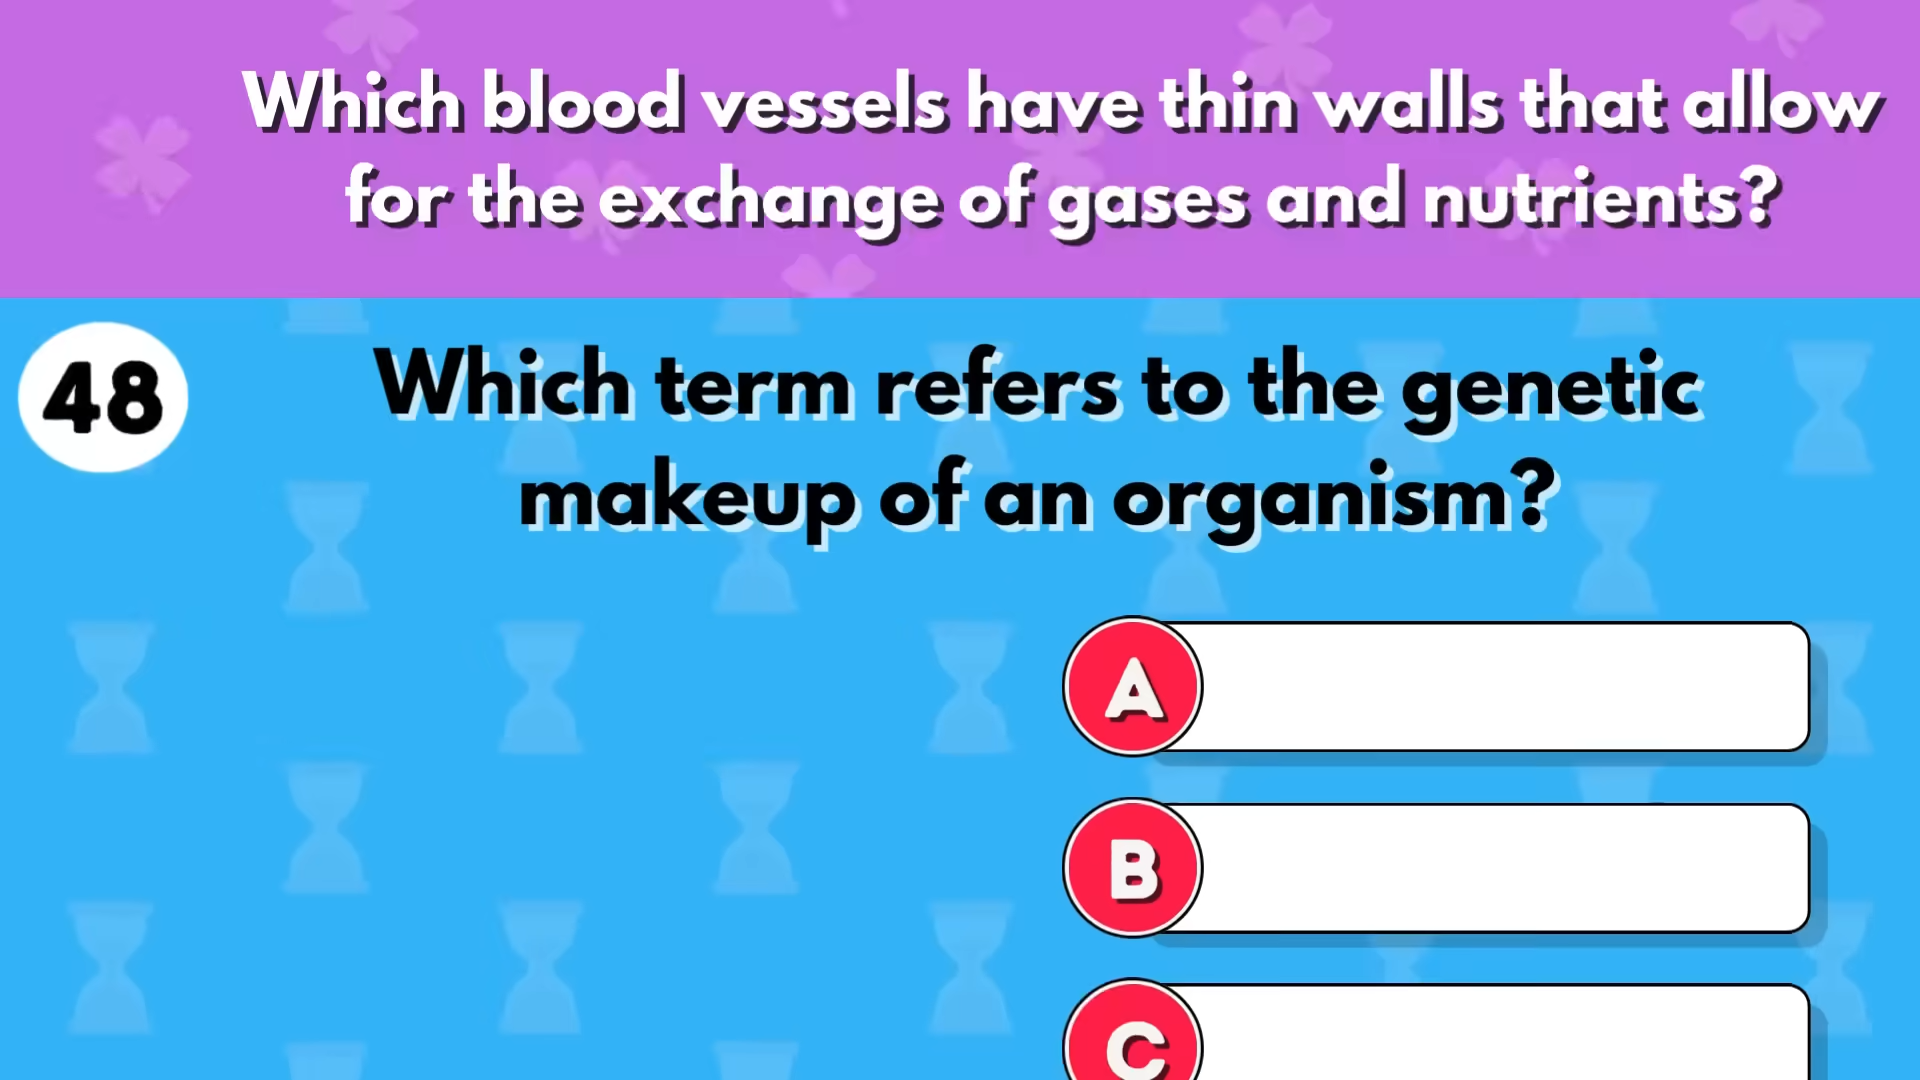 Which blood vessels have thin walls that allow
for the exchange of gases and nutrients?
48
Which term refers to the genetic
makeup of an organism?
A
B
C